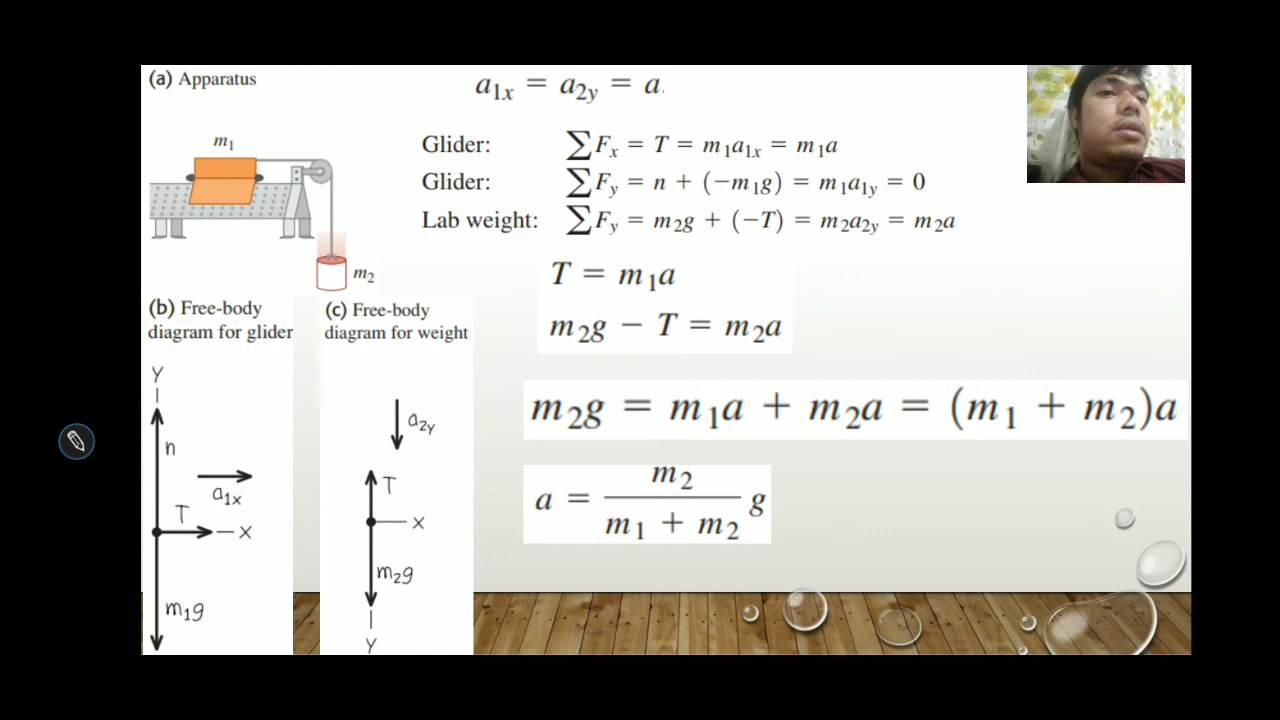 (a) Apparatus
a₁ₓ = a₂y = a.
m₁
Glider: ∑Fₓ = T = m₁a₁ₓ = m₁a
Glider: ∑Fy = n + (−m₁g) = m₁a₁y = 0
Lab weight: ∑Fy = m₂g + (−T) = m₂a₂y = m₂a
m₂
T = m₁a
m₂g − T = m₂a
m₂g = m₁a + m₂a = (m₁ + m₂)a
a = m₂ / (m₁ + m₂) g
(b) Free-body
diagram for glider
Y
n
a₁ₓ
T
X
m₁g
(c) Free-body
diagram for weight
a₂y
T
X
m₂g
Y